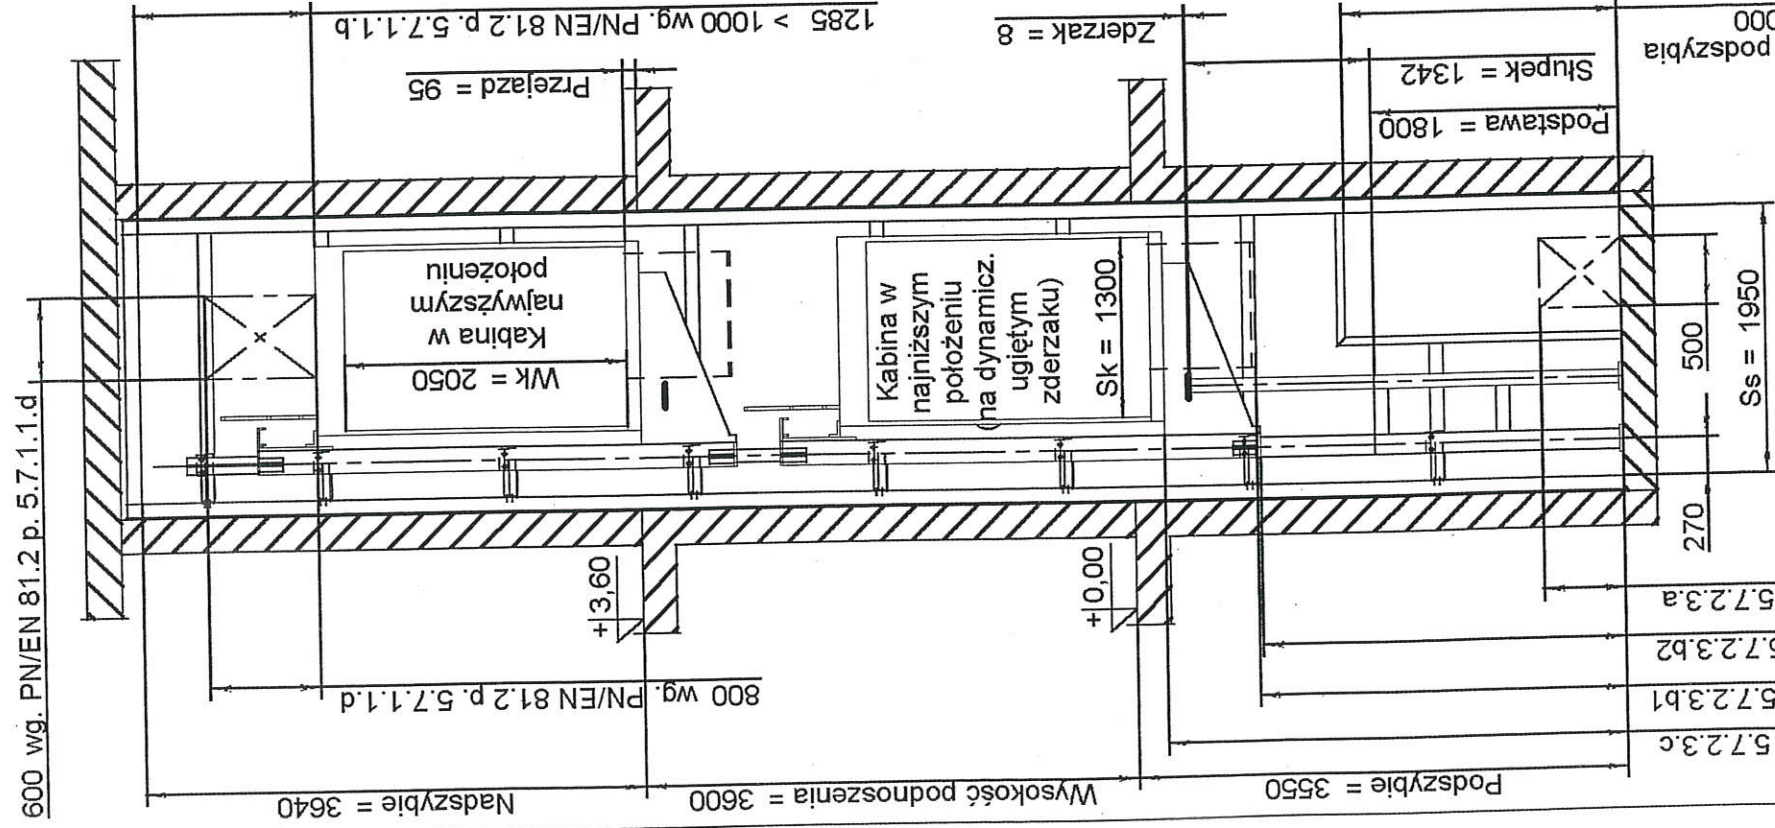 600 wg. PN/EN 81.2 p. 5.7.1.1.d
1285 > 1000 wg. PN/EN 81.2 p. 5.7.1.1.b
Przejazd = 95
Zderzak = 8
podszybia
Słupek = 1342
Podstawa = 1800
Kabina w
najwyższym
położeniu
Wk = 2050
Kabina w
najniższym
położeniu
(na dynamicz.
ugiętym
zderzaku)
Sk = 1300
500
Ss = 1950
270
+3,60
+0,00
800 wg. PN/EN 81.2 p. 5.7.1.1.d
5.7.2.3.a
5.7.2.3.b2
5.7.2.3.b1
5.7.2.3.c
Nadszybie = 3640
Wysokość podnoszenia = 3600
Podszybie = 3550